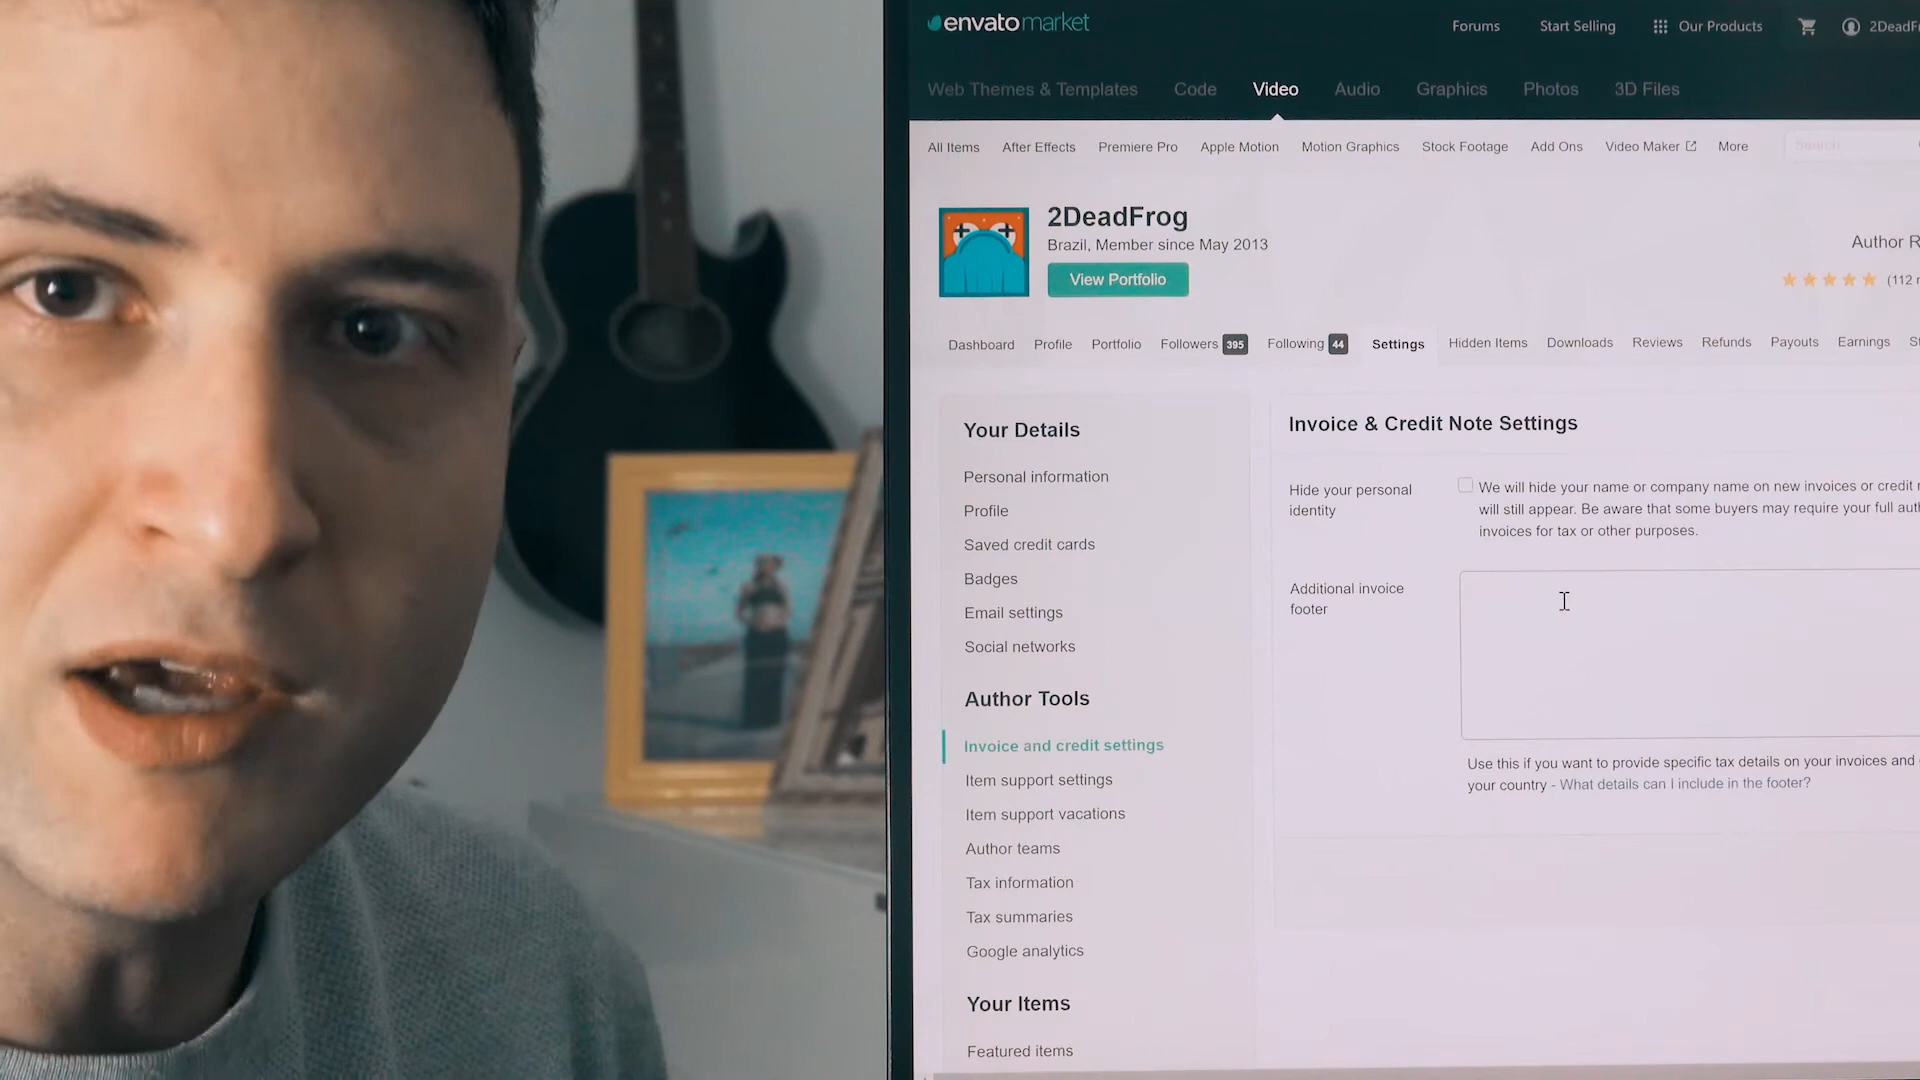 envato market
Forums
Start Selling
Our Products
2DeadFr
Web Themes & Templates
Code
Video
Audio
Graphics
Photos
3D Files
All Items
After Effects
Premiere Pro
Apple Motion
Motion Graphics
Stock Footage
Add Ons
Video Maker
More
Search
2DeadFrog
Brazil, Member since May 2013
View Portfolio
Author R
(112 r
Dashboard
Profile
Portfolio
Followers 395
Following 44
Settings
Hidden Items
Downloads
Reviews
Refunds
Payouts
Earnings
St
Your Details
Personal information
Profile
Saved credit cards
Badges
Email settings
Social networks
Author Tools
Invoice and credit settings
Item support settings
Item support vacations
Author teams
Tax information
Tax summaries
Google analytics
Your Items
Featured items
Invoice & Credit Note Settings
Hide your personal
identity
We will hide your name or company name on new invoices or credit
will still appear. Be aware that some buyers may require your full
invoices for tax or other purposes.
Additional invoice
footer
Use this if you want to provide specific tax details on your invoices and
your country - What details can I include in the footer?